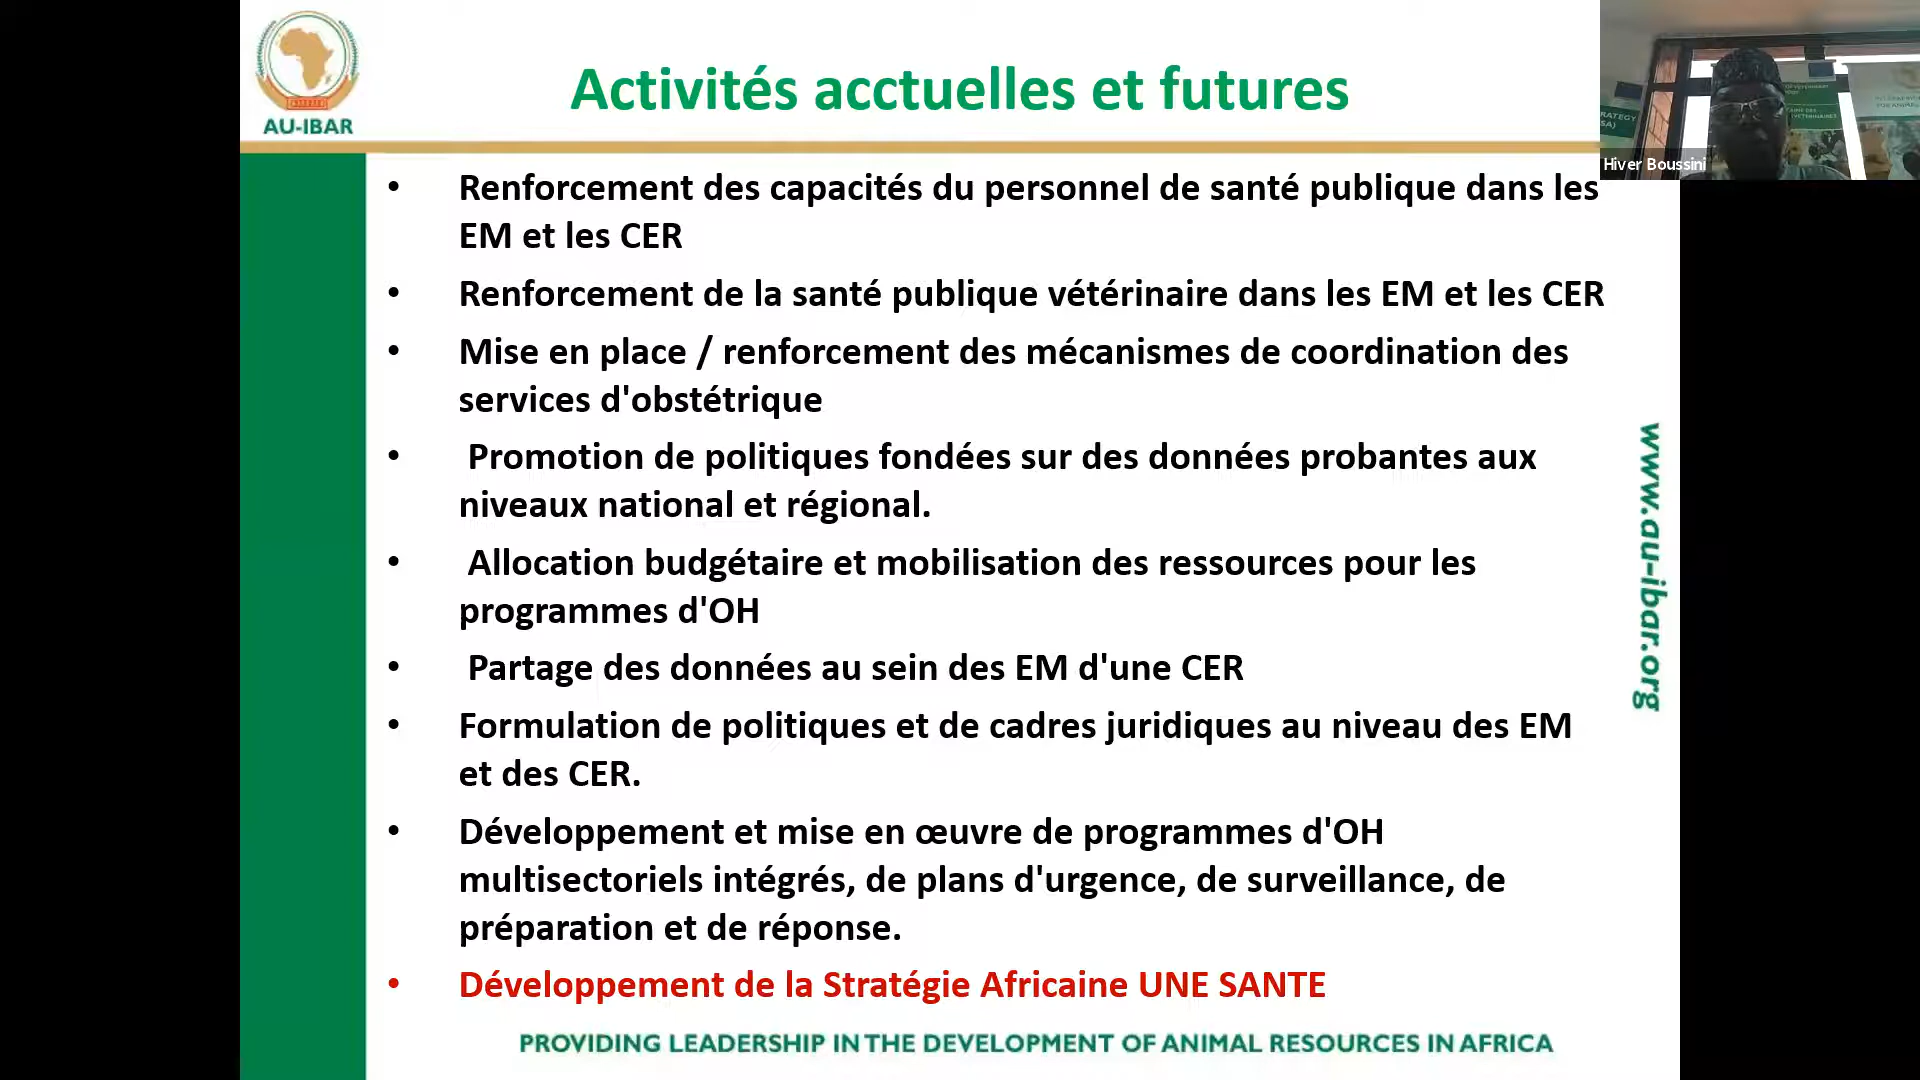 AU-IBAR
Activités acctuelles et futures
Hiver Boussini
• Renforcement des capacités du personnel de santé publique dans les
EM et les CER
• Renforcement de la santé publique vétérinaire dans les EM et les CER
• Mise en place / renforcement des mécanismes de coordination des
services d'obstétrique
• Promotion de politiques fondées sur des données probantes aux
niveaux national et régional.
• Allocation budgétaire et mobilisation des ressources pour les
programmes d'OH
• Partage des données au sein des EM d'une CER
• Formulation de politiques et de cadres juridiques au niveau des EM
et des CER.
• Développement et mise en œuvre de programmes d'OH
multisectoriels intégrés, de plans d'urgence, de surveillance, de
préparation et de réponse.
• Développement de la Stratégie Africaine UNE SANTE
www.au-ibar.org
PROVIDING LEADERSHIP IN THE DEVELOPMENT OF ANIMAL RESOURCES IN AFRICA